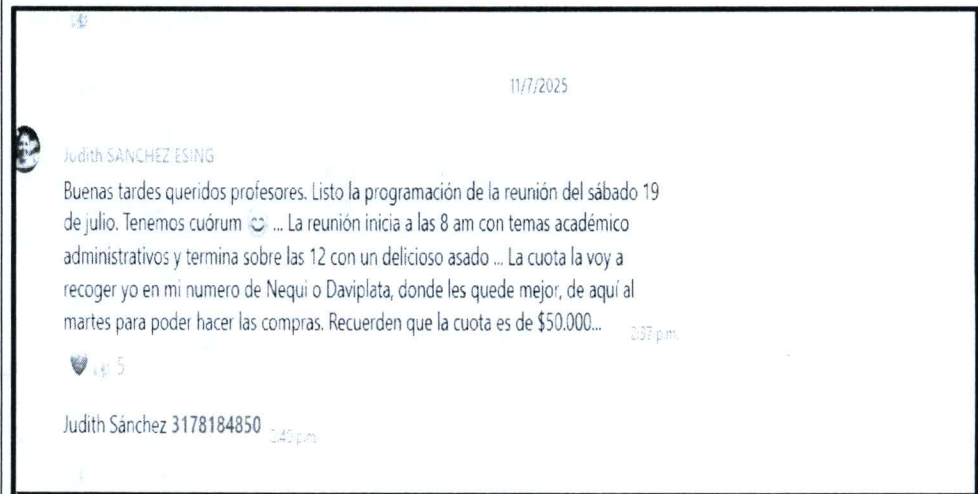 11/7/2025
Judith SANCHEZ ESING
Buenas tardes queridos profesores. Listo la programación de la reunión del sábado 19
de julio. Tenemos cuórum 😊 ... La reunión inicia a las 8 am con temas académico
administrativos y termina sobre las 12 con un delicioso asado ... La cuota la voy a
recoger yo en mi numero de Nequi o Daviplata, donde les quede mejor, de aquí al
martes para poder hacer las compras. Recuerden que la cuota es de $50.000...
2:37 p.m.
5
Judith Sánchez 3178184850
2:40 p.m.